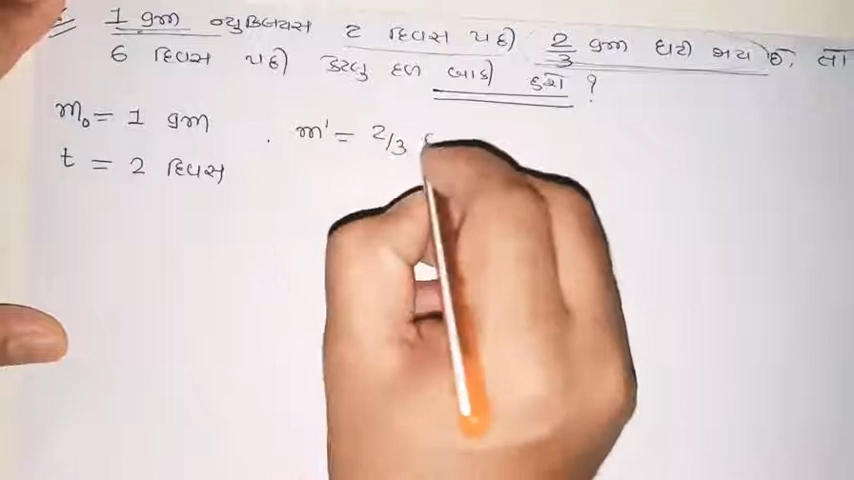 1 ગ્રામ ન્યુક્લિયસ 2 દિવસ પછી 2/3 ગ્રામ ઘટી જાય છે, તો
6 દિવસ પછી કેટલુ દળ બાકી હશે ?
m₀ = 1 ગ્રામ . m' = 2/3
t = 2 દિવસ